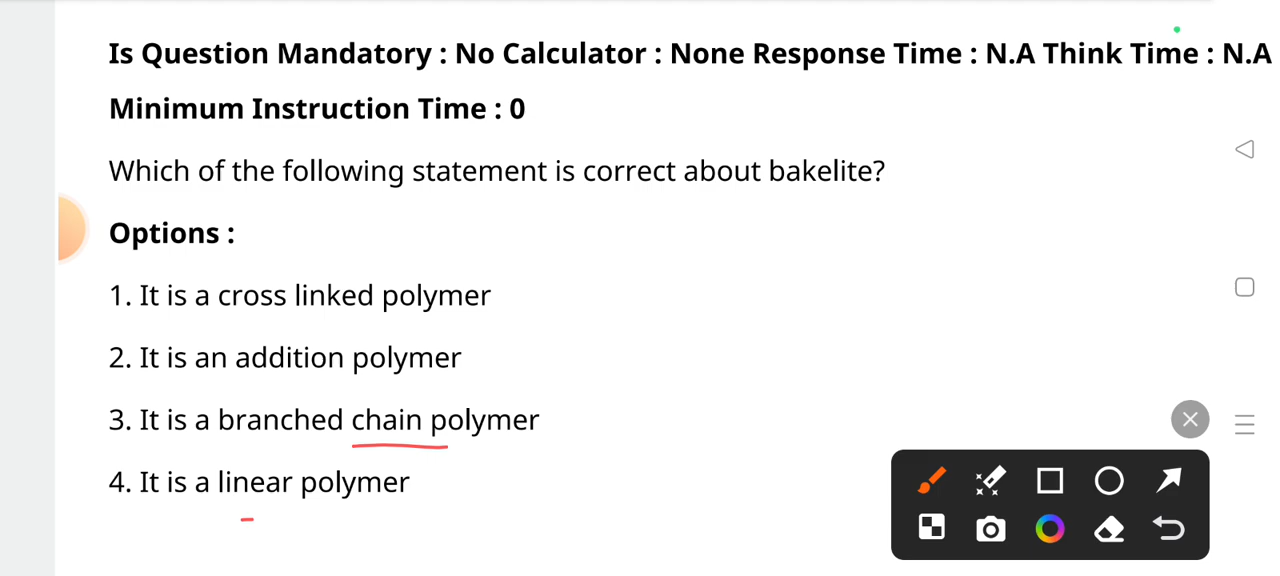 Is Question Mandatory : No Calculator : None Response Time : N.A Think Time : N.A
Minimum Instruction Time : 0
Which of the following statement is correct about bakelite?
Options :
1. It is a cross linked polymer
2. It is an addition polymer
3. It is a branched chain polymer
4. It is a linear polymer